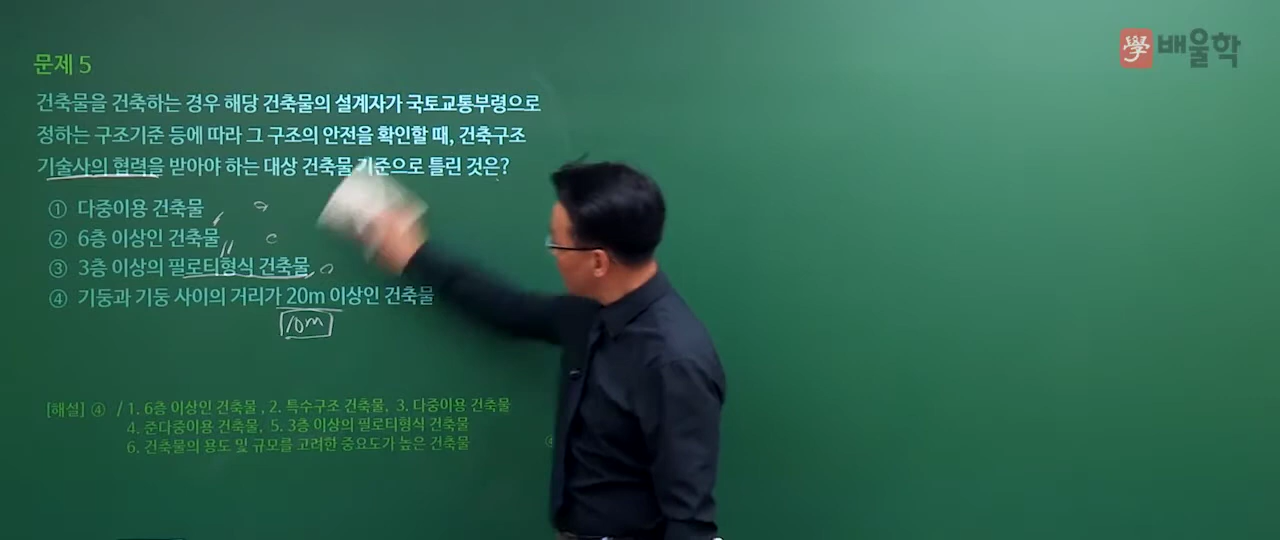 學 배울학
문제 5
건축물을 건축하는 경우 해당 건축물의 설계자가 국토교통부령으로
정하는 구조기준 등에 따라 그 구조의 안전을 확인할 때, 건축구조
기술사의 협력을 받아야 하는 대상 건축물 기준으로 틀린 것은?
① 다중이용 건축물
② 6층 이상인 건축물
③ 3층 이상의 필로티형식 건축물
④ 기둥과 기둥 사이의 거리가 20m 이상인 건축물
10m
[해설] ④ / 1. 6층 이상인 건축물 , 2. 특수구조 건축물, 3. 다중이용 건축물
4. 준다중이용 건축물, 5. 3층 이상의 필로티형식 건축물
6. 건축물의 용도 및 규모를 고려한 중요도가 높은 건축물